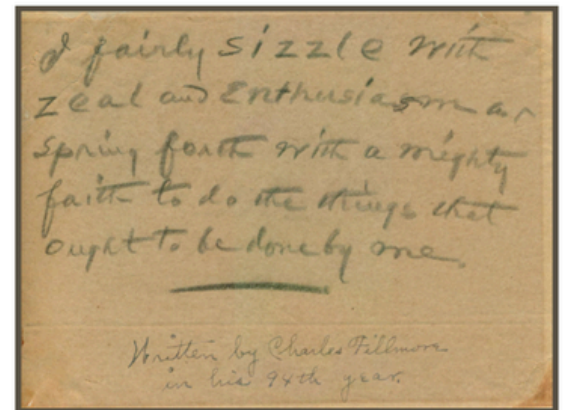 I fairly sizzle with
zeal and Enthusiasm as I
spring forth with a mighty
faith to do the things that
ought to be done by me.
Written by Charles Fillmore
in his 94th year.